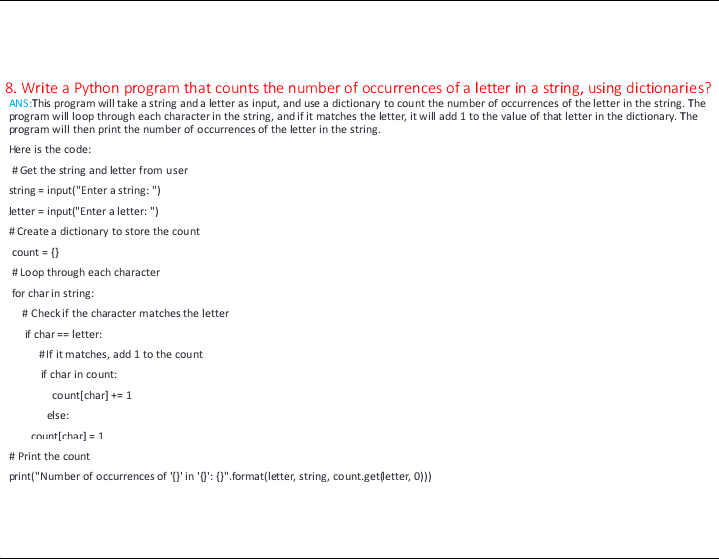 8. Write a Python program that counts the number of occurrences of a letter in a string, using dictionaries?
ANS:This program will take a string and a letter as input, and use a dictionary to count the number of occurrences of the letter in the string. The
program will loop through each character in the string, and if it matches the letter, it will add 1 to the value of that letter in the dictionary. The
program will then print the number of occurrences of the letter in the string.
Here is the code:
# Get the string and letter from user
string = input("Enter a string: ")
letter = input("Enter a letter: ")
# Create a dictionary to store the count
count = {}
# Loop through each character
for char in string:
# Check if the character matches the letter
if char == letter:
#If it matches, add 1 to the count
if char in count:
count[char] += 1
else:
count[char] = 1
# Print the count
print("Number of occurrences of '{}' in '{}': {}".format(letter, string, count.get(letter, 0)))